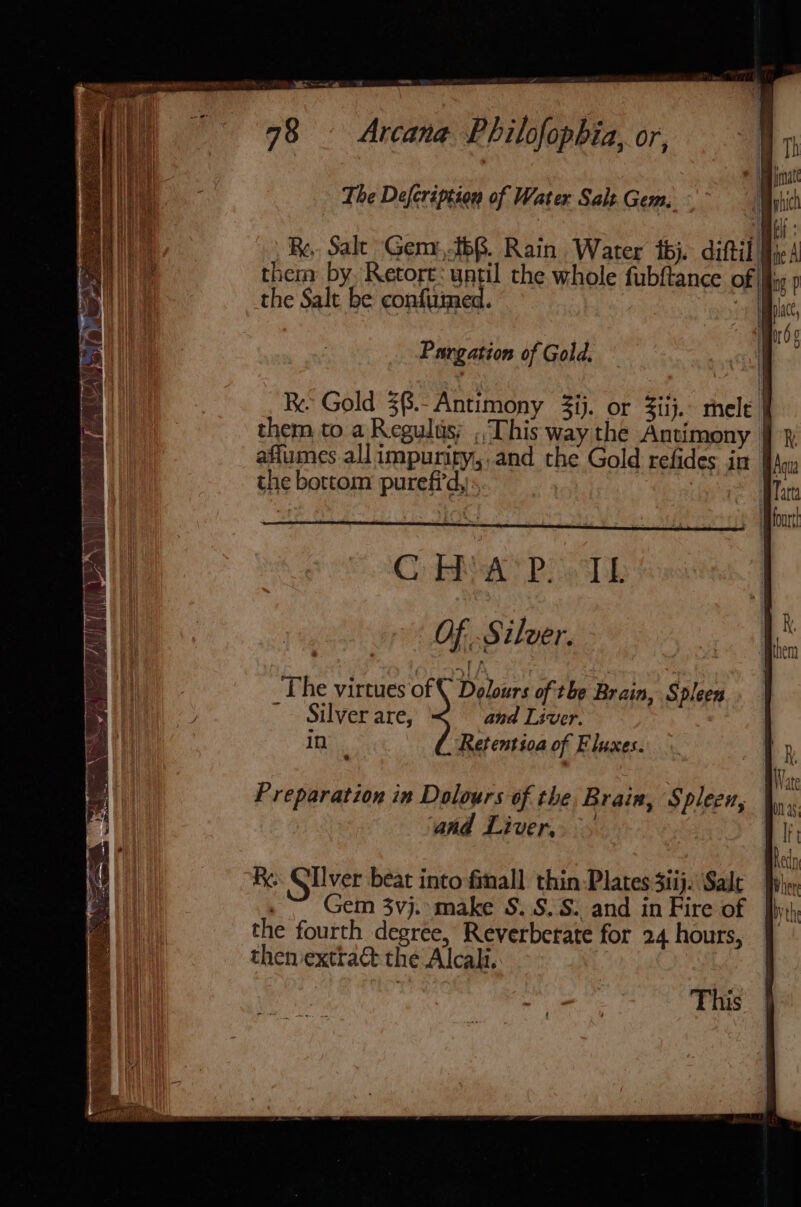 78 Arcana Philoſophia, or,
The Deſcription of Water Salt Gem.
℞. Salt Gem, ℔ß. Rain Water ℔j. diſtil
them by Retort until the whole ſubſtance of
the Salt be conſumed.
Purgation of Gold.
℞. Gold ℥ß. Antimony ℥ij. or ℥iij. melt
them to a Regulus; This way the Antimony
aſſumes all impurity, and the Gold reſides in
the bottom purefi'd,
CHAP. II.
Of Silver.
The virtues of { Dolours of the Brain, Spleen
Silver are, and Liver.
in Retention of Fluxes.
Preparation in Dolours of the Brain, Spleen,
and Liver,
℞. SIlver beat into ſmall thin Plates ʒiij. Salt
Gem ʒvj. make S. S. S. and in Fire of
the fourth degree, Reverberate for 24 hours,
then extract the Alcali.
This